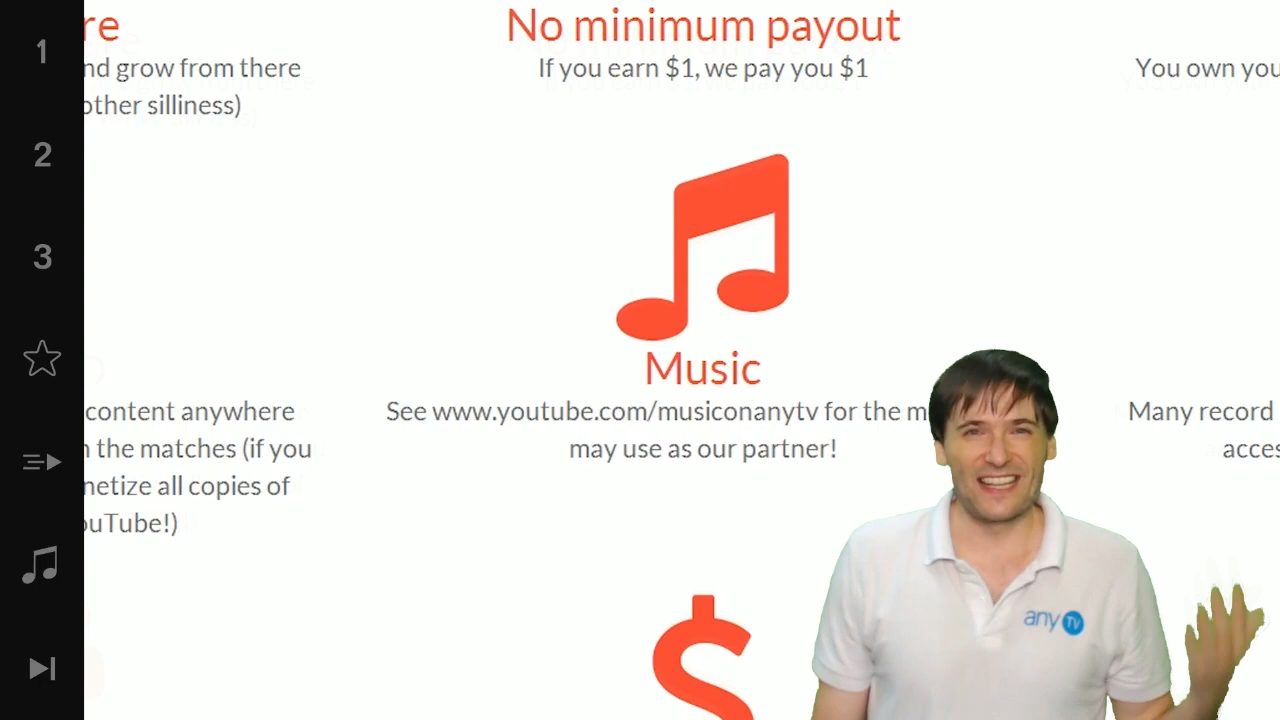 1
2
3
re
nd grow from there
other silliness)
No minimum payout
If you earn $1, we pay you $1
You own you
content anywhere
n the matches (if you
netize all copies of
ouTube!)
Music
See www.youtube.com/musiconanytv for the m
may use as our partner!
Many record
acces
$
any TV